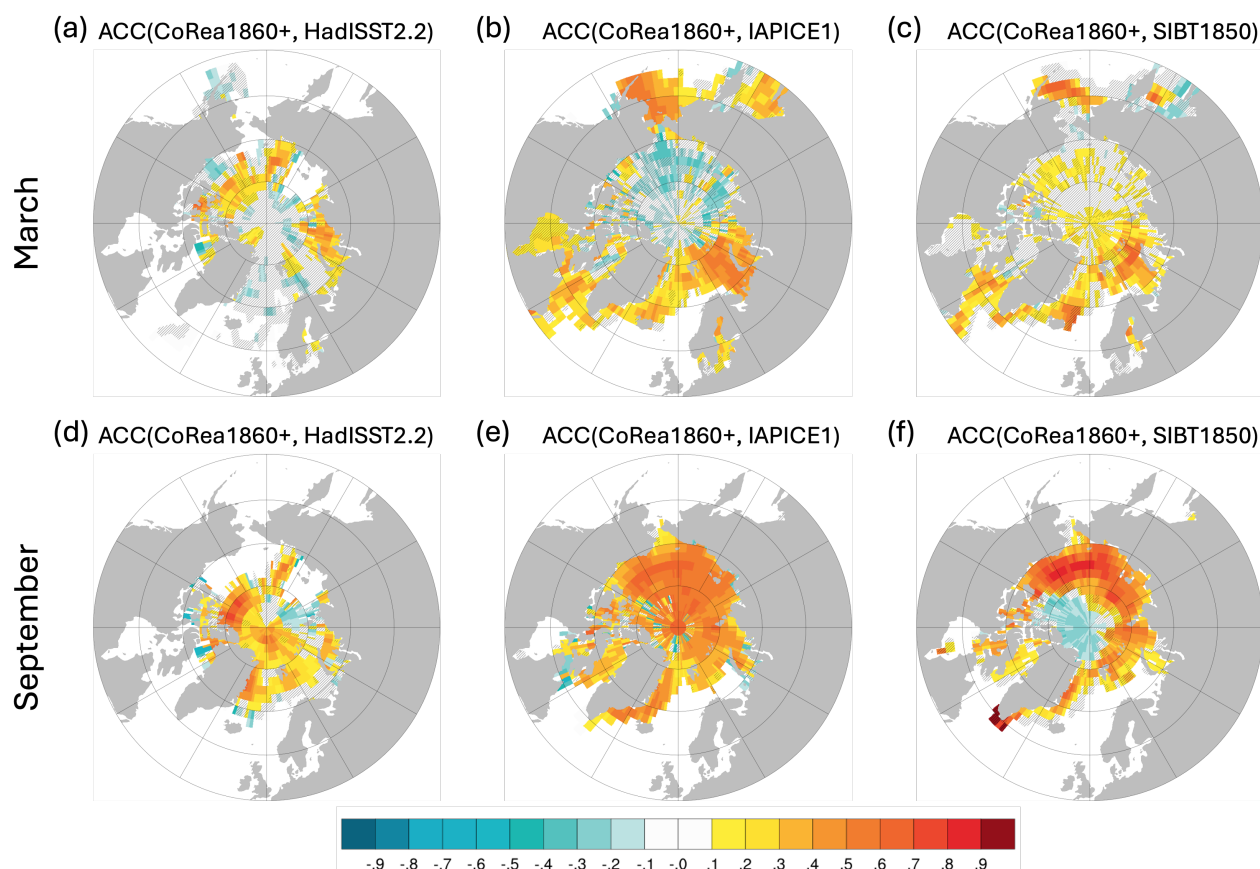 (a) ACC(CoRea1860+, HadISST2.2)
(b) ACC(CoRea1860+, IAPICE1)
(c) ACC(CoRea1860+, SIBT1850)
March
(d) ACC(CoRea1860+, HadISST2.2)
(e) ACC(CoRea1860+, IAPICE1)
(f) ACC(CoRea1860+, SIBT1850)
September
-.9 -.8 -.7 -.6 -.5 -.4 -.3 -.2 -.1 -.0 .1 .2 .3 .4 .5 .6 .7 .8 .9